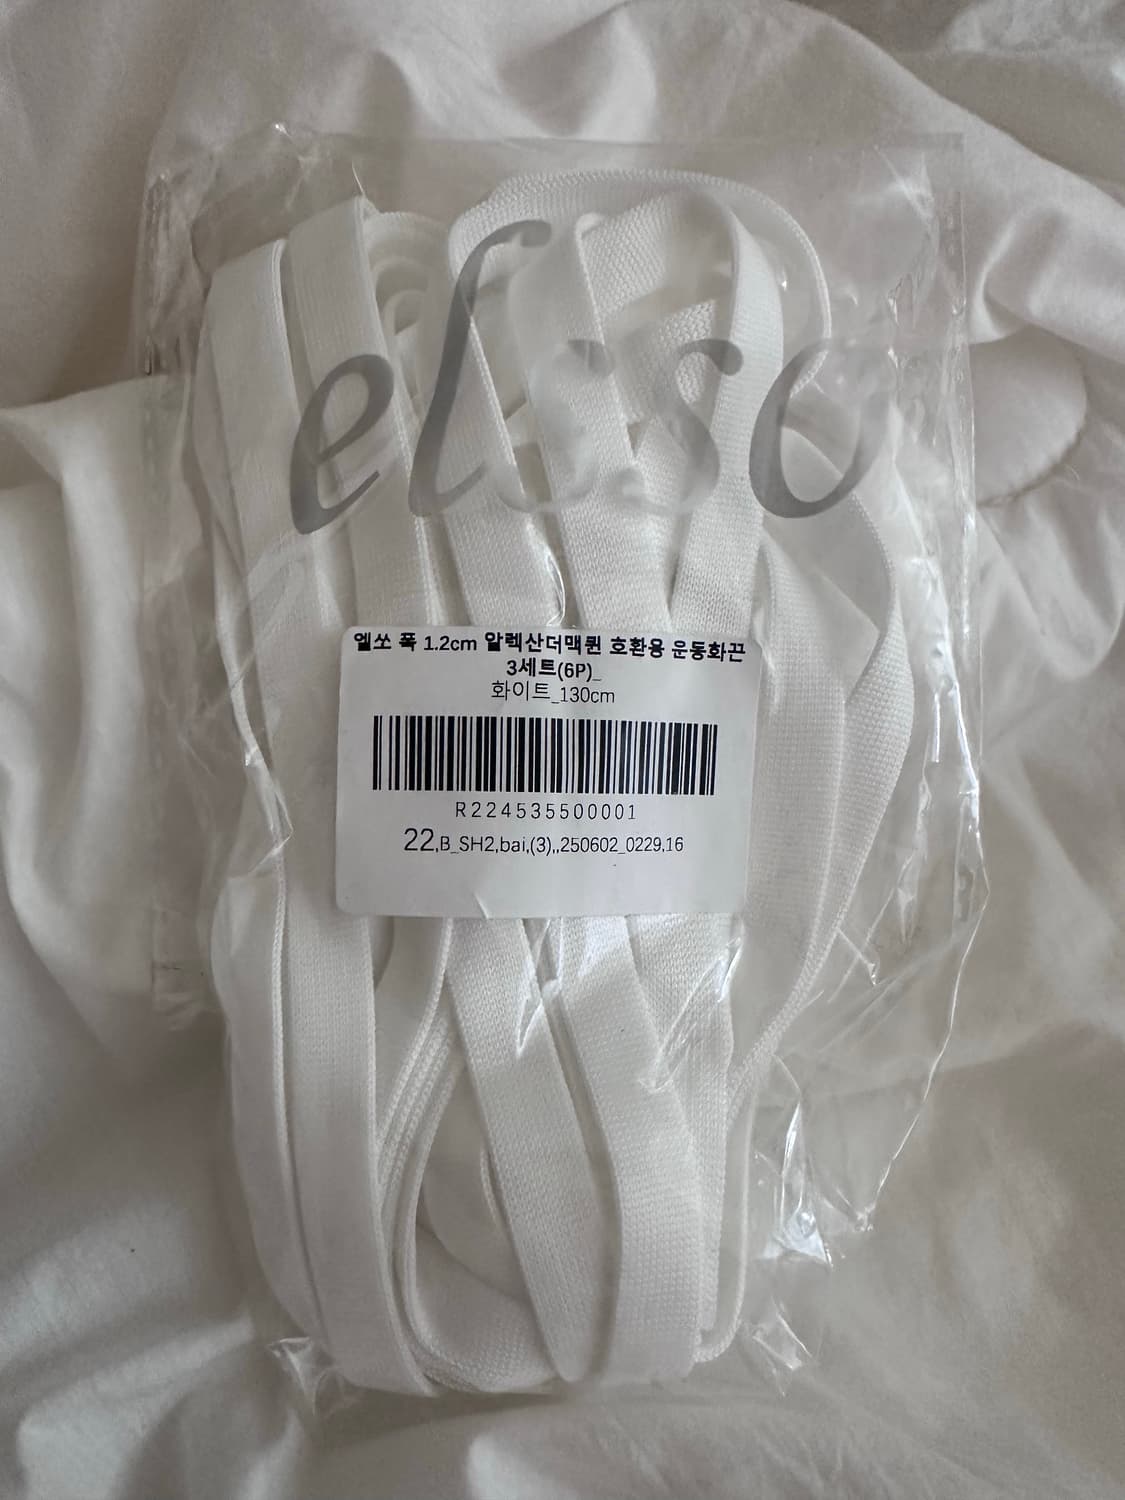 elsso
엘쏘 폭 1.2cm 알렉산더맥퀸 호환용 운동화끈
3세트(6P)_
화이트_130cm
R224535500001
22,B_SH2,bai,(3),,250602_0229.16